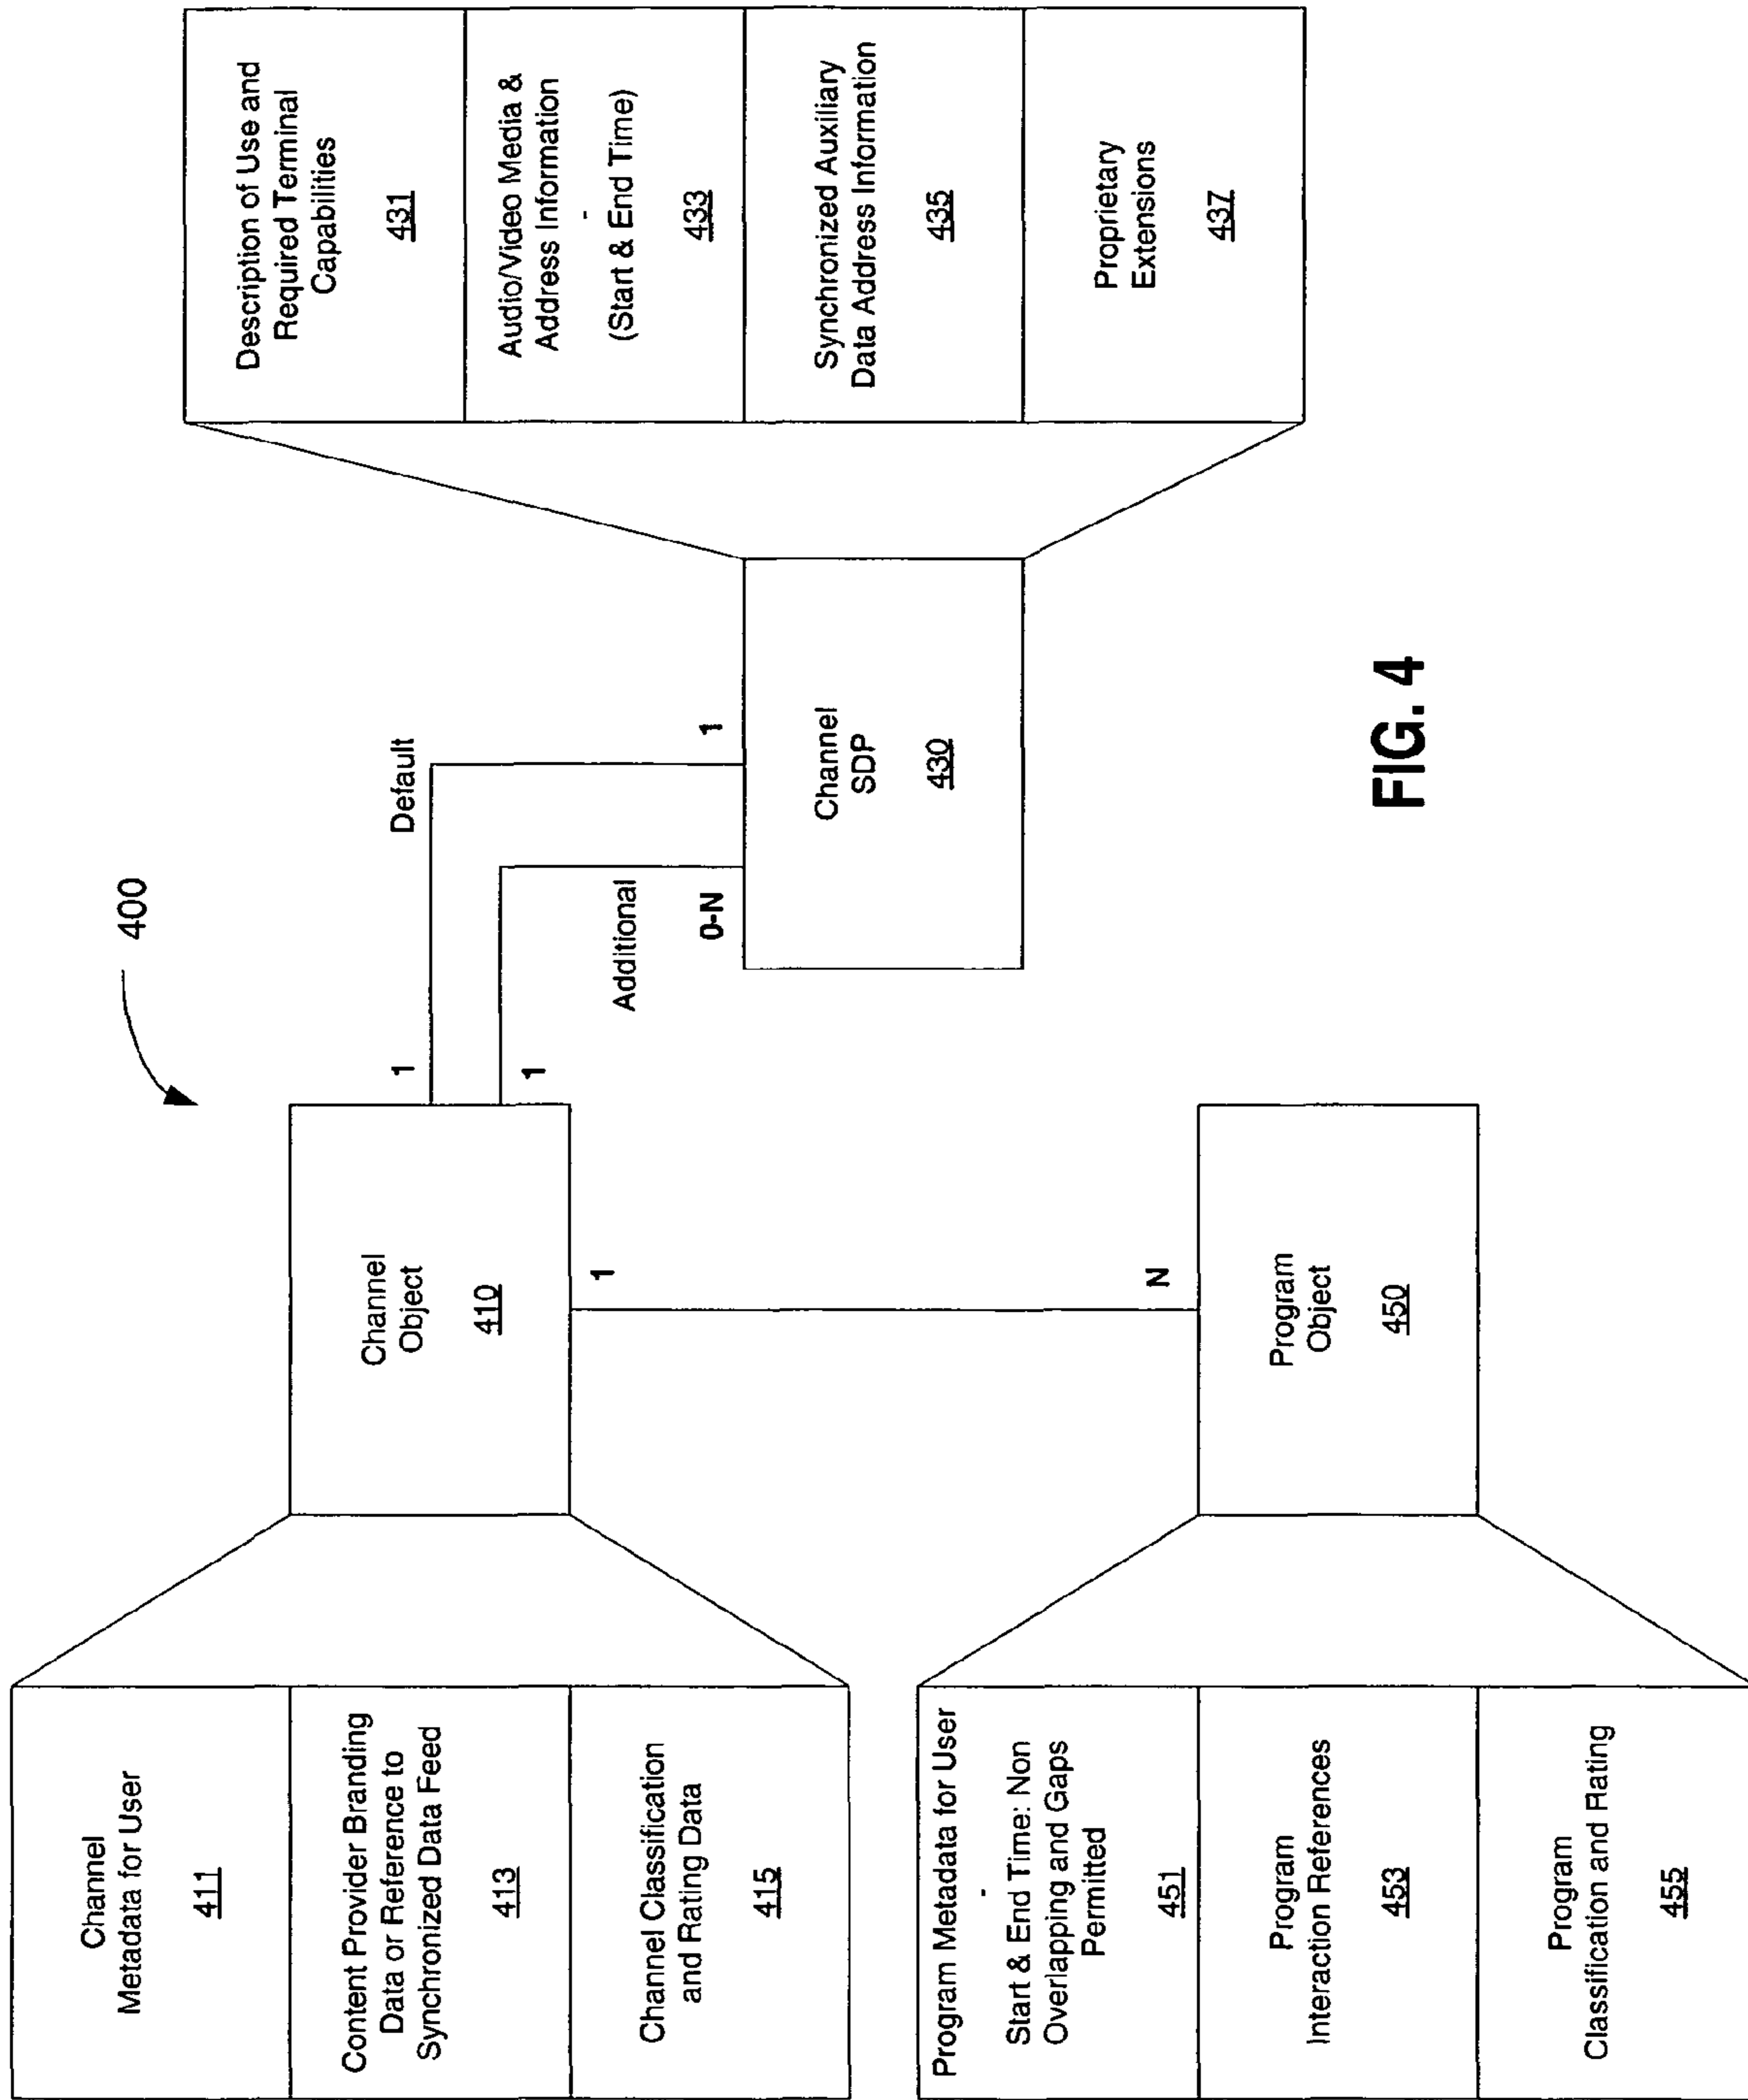 400
Channel
Metadata for User
411
Content Provider Branding
Data or Reference to
Synchronized Data Feed
413
Channel Classification
and Rating Data
415
Channel
Object
410
1
1
1
Default
Additional
1
0-N
Channel
SDP
430
Description of Use and
Required Terminal
Capabilities
431
Audio/Video Media &
Address Information
-
(Start & End Time)
433
Synchronized Auxiliary
Data Address Information
435
Proprietary
Extensions
437
Program Metadata for User
-
Start & End Time: Non
Overlapping and Gaps
Permitted
451
Program
Interaction References
453
Program
Classification and Rating
455
N
Program
Object
450
FIG. 4